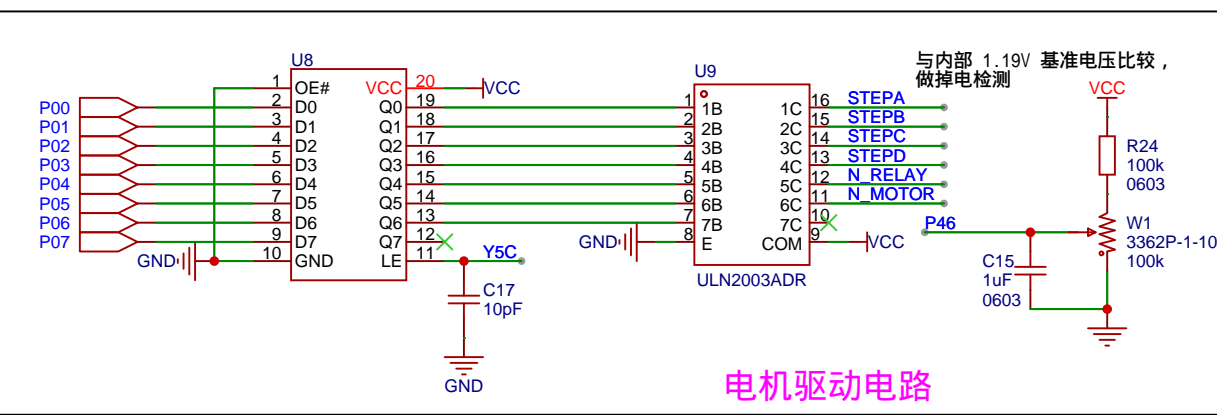 与内部 1.19V 基准电压比较，
做掉电检测
U8
1 OE# VCC 20 VCC
P00 2 D0 Q0 19
P01 3 D1 Q1 18
P02 4 D2 Q2 17
P03 5 D3 Q3 16
P04 6 D4 Q4 15
P05 7 D5 Q5 14
P06 8 D6 Q6 13
P07 9 D7 Q7 12
GND 10 GND LE 11 Y5C
C17
10pF
GND
U9
1 1B 1C 16 STEPA
2 2B 2C 15 STEPB
3 3B 3C 14 STEPC
4 4B 4C 13 STEPD
5 5B 5C 12 N_RELAY
6 6B 6C 11 N_MOTOR
7 7B 7C 10
GND 8 E COM 9 VCC
ULN2003ADR
VCC
R24
100k
0603
P46
W1
3362P-1-10
100k
C15
1uF
0603
电机驱动电路